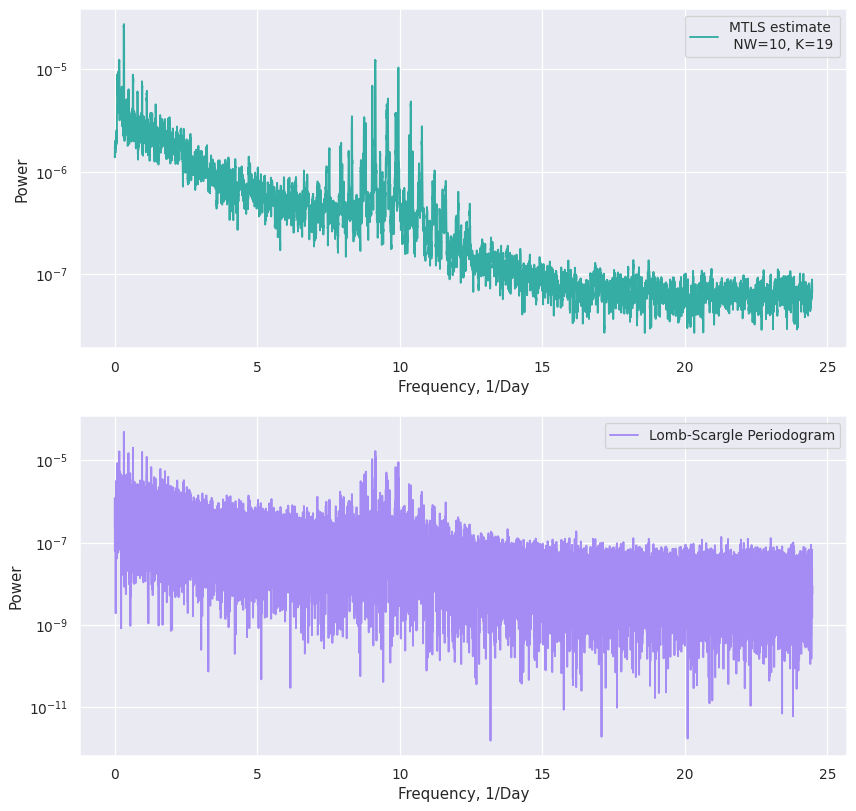 MTLS estimate
NW=10, K=19
10⁻⁵
10⁻⁶
10⁻⁷
Power
0 5 10 15 20 25
Frequency, 1/Day
Lomb-Scargle Periodogram
10⁻⁵
10⁻⁷
10⁻⁹
10⁻¹¹
Power
0 5 10 15 20 25
Frequency, 1/Day